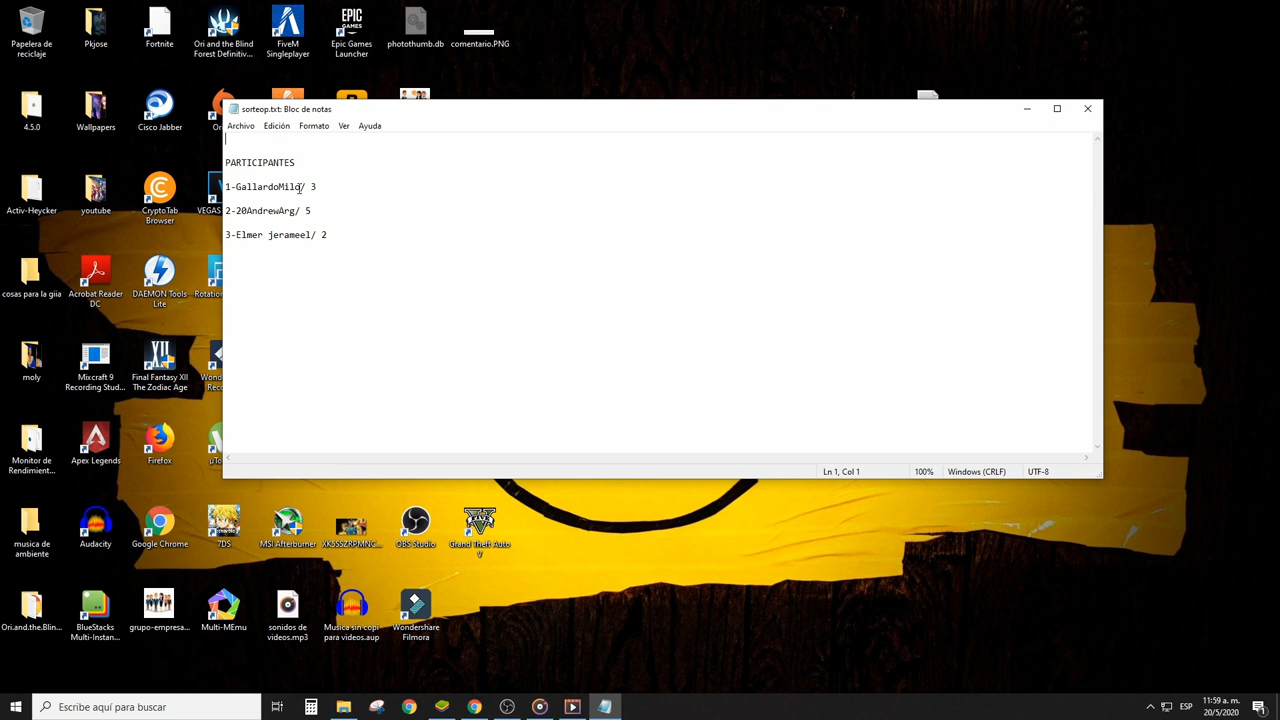 Papelera de reciclaje
Pkjose
Fortnite
Ori and the Blind Forest Definitiv...
FiveM Singleplayer
EPIC GAMES
Epic Games Launcher
photothumb.db
comentario.PNG
4.5.0
Wallpapers
Cisco Jabber
sorteop.txt: Bloc de notas
Archivo Edición Formato Ver Ayuda
PARTICIPANTES
1-GallardoMilo/ 3
2-20AndrewArg/ 5
3-Elmer jerameel/ 2
Ln 1, Col 1 100% Windows (CRLF) UTF-8
Activ-Heycker
youtube
CryptoTab Browser
VEGAS
cosas para la giia
Acrobat Reader DC
DAEMON Tools Lite
Rotation
moly
Mixcraft 9 Recording Stud...
XII
Final Fantasy XII The Zodiac Age
Monitor de Rendimient...
Apex Legends
Firefox
musica de ambiente
Audacity
Google Chrome
7DS
MSI Afterburner
OBS Studio
Grand Theft Auto V
Ori.and.the.Blin...
BlueStacks Multi-Instan...
grupo-empresa...
Multi-MEmu
sonidos de videos.mp3
Musica sin copi para videos.aup
Wondershare Filmora
Escribe aquí para buscar
ESP
11:59 a. m.
20/5/2020